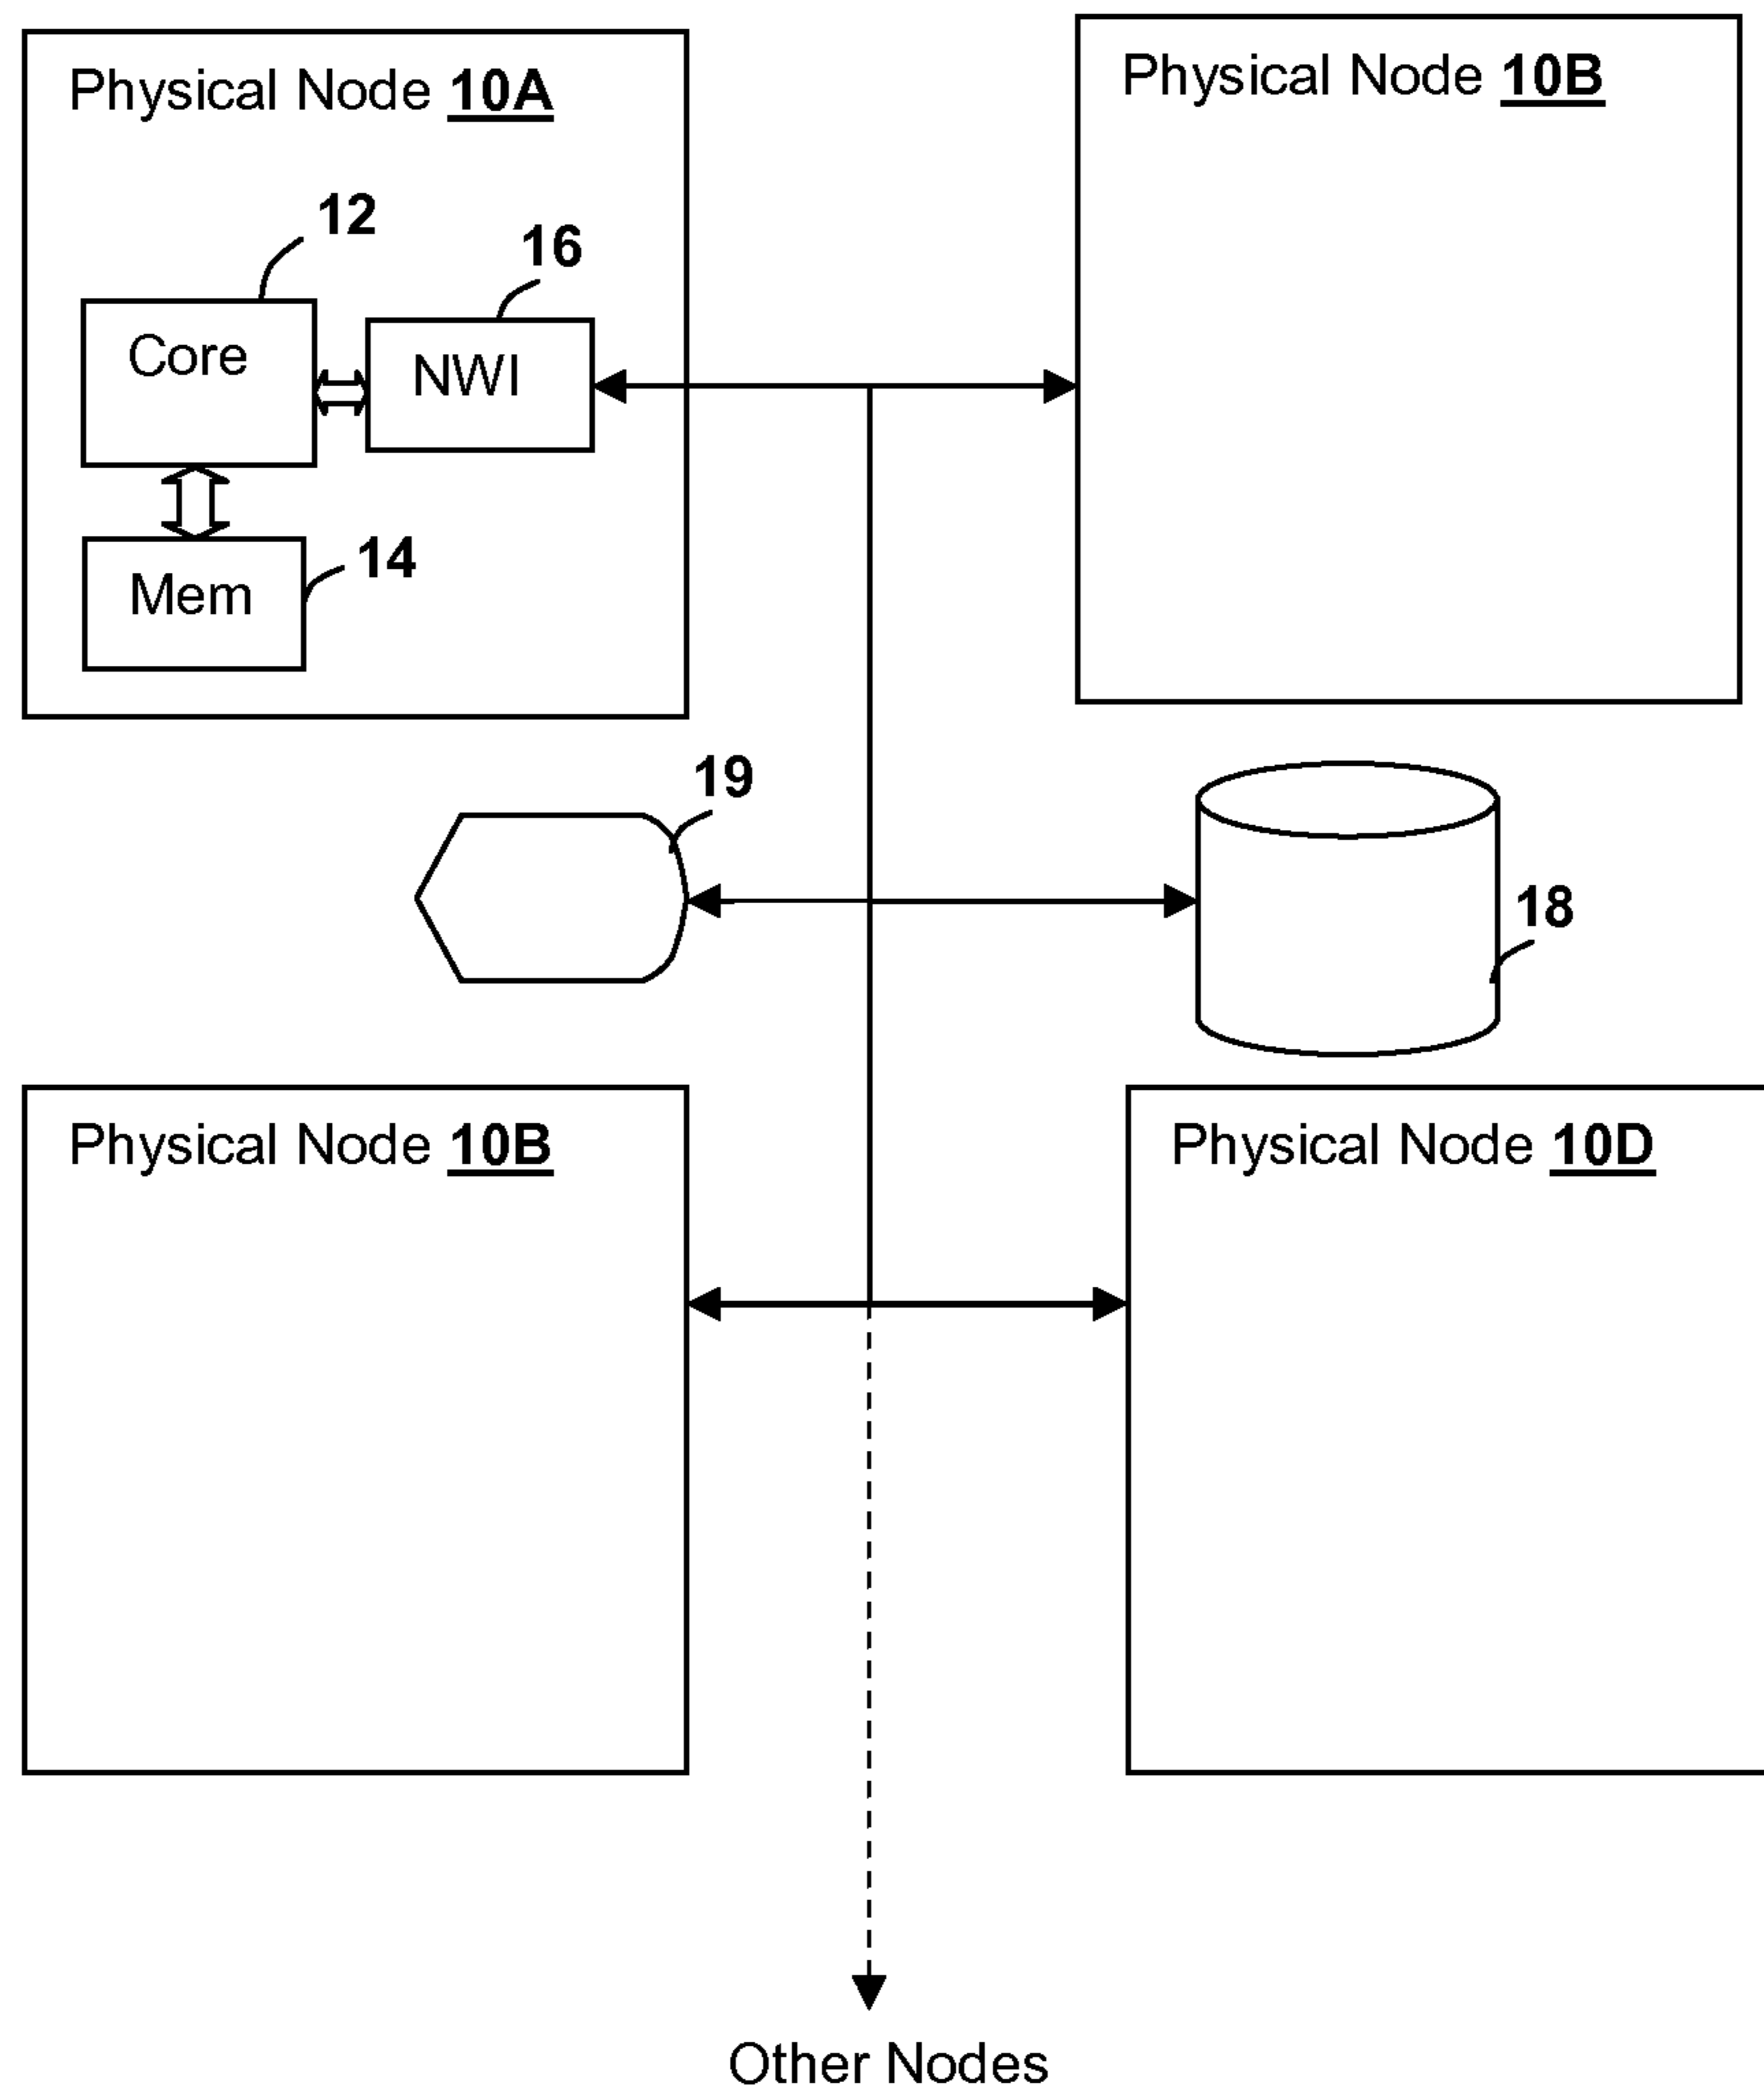 Physical Node 10A
Physical Node 10B
12
16
Core
NWI
14
Mem
19
18
Physical Node 10B
Physical Node 10D
Other Nodes